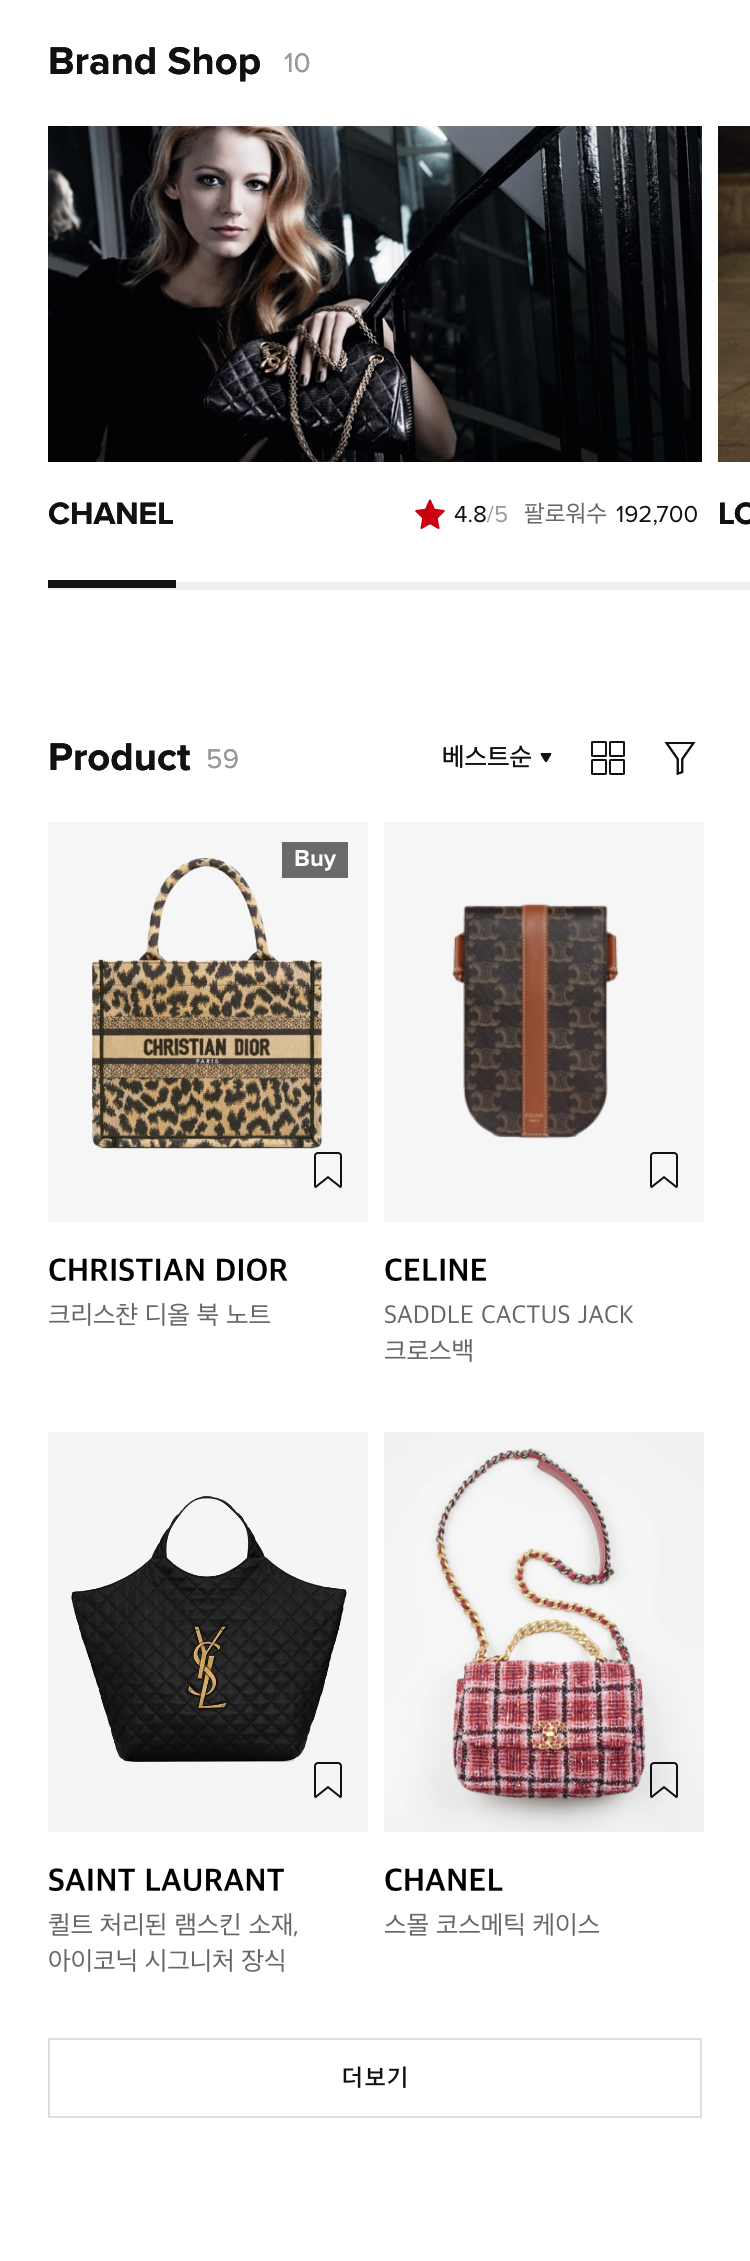 Brand Shop 10
CHANEL ★ 4.8/5 팔로워수 192,700 LO
Product 59 베스트순 ▼
Buy
CHRISTIAN DIOR
PARIS
CELINE
PARIS
CHRISTIAN DIOR
크리스챤 디올 북 노트
CELINE
SADDLE CACTUS JACK
크로스백
YSL
SAINT LAURANT
퀼트 처리된 램스킨 소재,
아이코닉 시그니처 장식
CHANEL
스몰 코스메틱 케이스
더보기